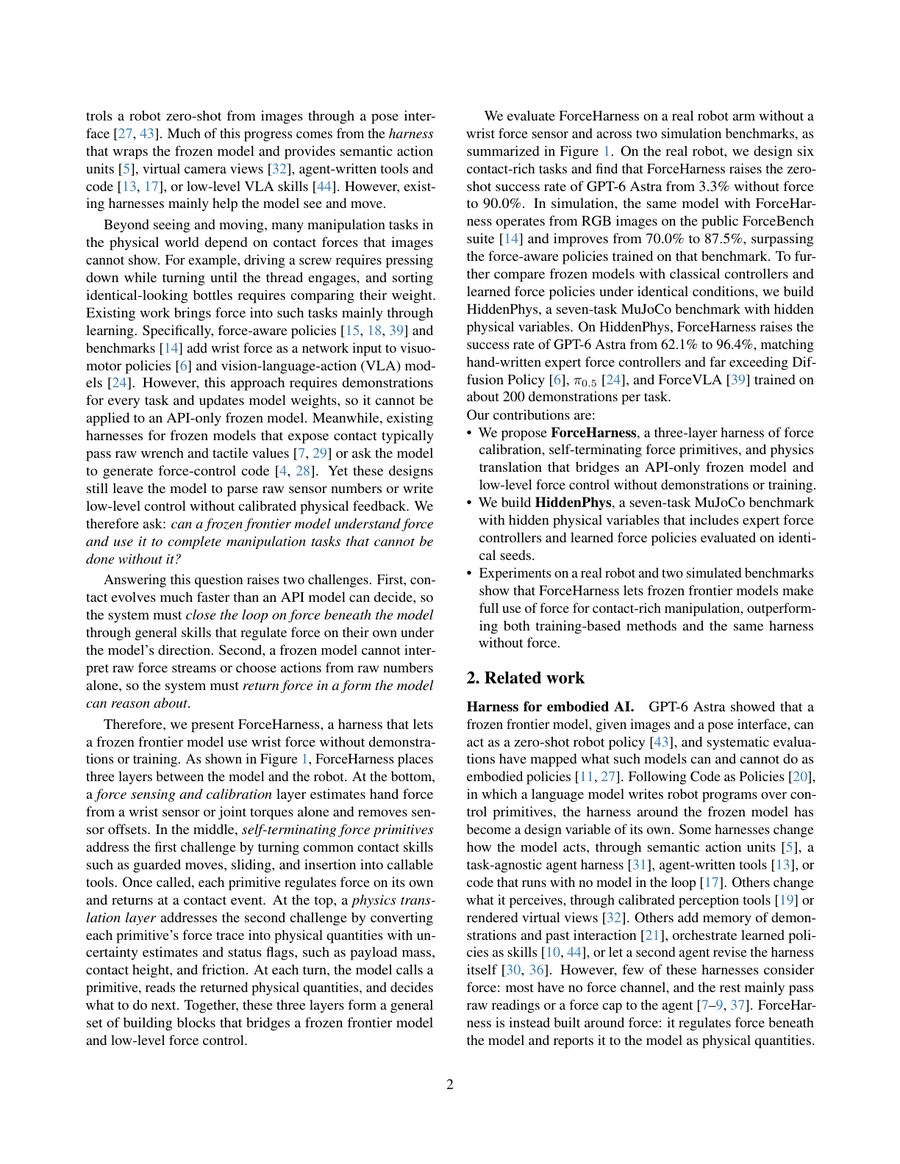 trols a robot zero-shot from images through a pose inter-
face [27, 43]. Much of this progress comes from the harness
that wraps the frozen model and provides semantic action
units [5], virtual camera views [32], agent-written tools and
code [13, 17], or low-level VLA skills [44]. However, exist-
ing harnesses mainly help the model see and move.
Beyond seeing and moving, many manipulation tasks in
the physical world depend on contact forces that images
cannot show. For example, driving a screw requires pressing
down while turning until the thread engages, and sorting
identical-looking bottles requires comparing their weight.
Existing work brings force into such tasks mainly through
learning. Specifically, force-aware policies [15, 18, 39] and
benchmarks [14] add wrist force as a network input to visuo-
motor policies [6] and vision-language-action (VLA) mod-
els [24]. However, this approach requires demonstrations
for every task and updates model weights, so it cannot be
applied to an API-only frozen model. Meanwhile, existing
harnesses for frozen models that expose contact typically
pass raw wrench and tactile values [7, 29] or ask the model
to generate force-control code [4, 28]. Yet these designs
still leave the model to parse raw sensor numbers or write
low-level control without calibrated physical feedback. We
therefore ask: can a frozen frontier model understand force
and use it to complete manipulation tasks that cannot be
done without it?
Answering this question raises two challenges. First, con-
tact evolves much faster than an API model can decide, so
the system must close the loop on force beneath the model
through general skills that regulate force on their own under
the model's direction. Second, a frozen model cannot inter-
pret raw force streams or choose actions from raw numbers
alone, so the system must return force in a form the model
can reason about.
Therefore, we present ForceHarness, a harness that lets
a frozen frontier model use wrist force without demonstra-
tions or training. As shown in Figure 1, ForceHarness places
three layers between the model and the robot. At the bottom,
a force sensing and calibration layer estimates hand force
from a wrist sensor or joint torques alone and removes sen-
sor offsets. In the middle, self-terminating force primitives
address the first challenge by turning common contact skills
such as guarded moves, sliding, and insertion into callable
tools. Once called, each primitive regulates force on its own
and returns at a contact event. At the top, a physics trans-
lation layer addresses the second challenge by converting
each primitive's force trace into physical quantities with un-
certainty estimates and status flags, such as payload mass,
contact height, and friction. At each turn, the model calls a
primitive, reads the returned physical quantities, and decides
what to do next. Together, these three layers form a general
set of building blocks that bridges a frozen frontier model
and low-level force control.
We evaluate ForceHarness on a real robot arm without a
wrist force sensor and across two simulation benchmarks, as
summarized in Figure 1. On the real robot, we design six
contact-rich tasks and find that ForceHarness raises the zero-
shot success rate of GPT-6 Astra from 3.3% without force
to 90.0%. In simulation, the same model with ForceHar-
ness operates from RGB images on the public ForceBench
suite [14] and improves from 70.0% to 87.5%, surpassing
the force-aware policies trained on that benchmark. To fur-
ther compare frozen models with classical controllers and
learned force policies under identical conditions, we build
HiddenPhys, a seven-task MuJoCo benchmark with hidden
physical variables. On HiddenPhys, ForceHarness raises the
success rate of GPT-6 Astra from 62.1% to 96.4%, matching
hand-written expert force controllers and far exceeding Dif-
fusion Policy [6], π0.5 [24], and ForceVLA [39] trained on
about 200 demonstrations per task.
Our contributions are:
• We propose ForceHarness, a three-layer harness of force
calibration, self-terminating force primitives, and physics
translation that bridges an API-only frozen model and
low-level force control without demonstrations or training.
• We build HiddenPhys, a seven-task MuJoCo benchmark
with hidden physical variables that includes expert force
controllers and learned force policies evaluated on identi-
cal seeds.
• Experiments on a real robot and two simulated benchmarks
show that ForceHarness lets frozen frontier models make
full use of force for contact-rich manipulation, outperform-
ing both training-based methods and the same harness
without force.
2. Related work
Harness for embodied AI. GPT-6 Astra showed that a
frozen frontier model, given images and a pose interface, can
act as a zero-shot robot policy [43], and systematic evalua-
tions have mapped what such models can and cannot do as
embodied policies [11, 27]. Following Code as Policies [20],
in which a language model writes robot programs over con-
trol primitives, the harness around the frozen model has
become a design variable of its own. Some harnesses change
how the model acts, through semantic action units [5], a
task-agnostic agent harness [31], agent-written tools [13], or
code that runs with no model in the loop [17]. Others change
what it perceives, through calibrated perception tools [19] or
rendered virtual views [32]. Others add memory of demon-
strations and past interaction [21], orchestrate learned poli-
cies as skills [10, 44], or let a second agent revise the harness
itself [30, 36]. However, few of these harnesses consider
force: most have no force channel, and the rest mainly pass
raw readings or a force cap to the agent [7–9, 37]. ForceHar-
ness is instead built around force: it regulates force beneath
the model and reports it to the model as physical quantities.
2